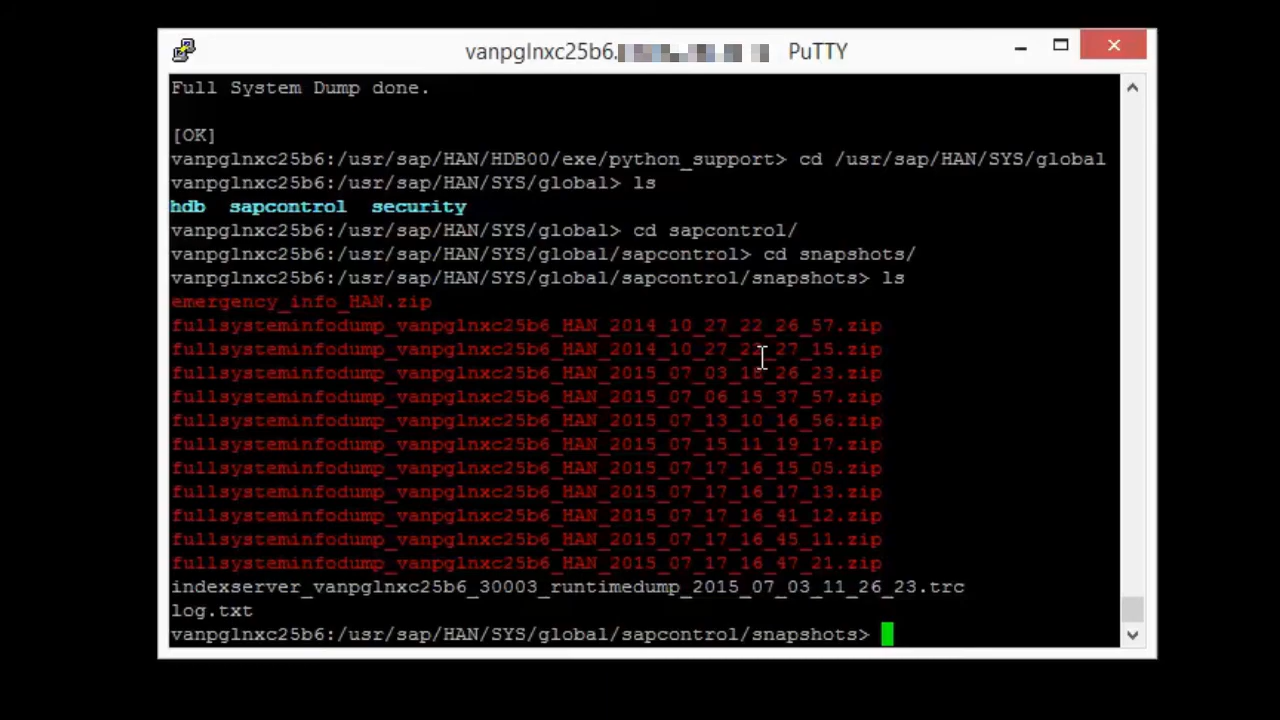 vanpglnxc25b6. PuTTY
Full System Dump done.
[OK]
vanpglnxc25b6:/usr/sap/HAN/HDB00/exe/python_support> cd /usr/sap/HAN/SYS/global
vanpglnxc25b6:/usr/sap/HAN/SYS/global> ls
hdb  sapcontrol  security
vanpglnxc25b6:/usr/sap/HAN/SYS/global> cd sapcontrol/
vanpglnxc25b6:/usr/sap/HAN/SYS/global/sapcontrol> cd snapshots/
vanpglnxc25b6:/usr/sap/HAN/SYS/global/sapcontrol/snapshots> ls
emergency_info_HAN.zip
fullsysteminfodump_vanpglnxc25b6_HAN_2014_10_27_22_26_57.zip
fullsysteminfodump_vanpglnxc25b6_HAN_2014_10_27_22_27_15.zip
fullsysteminfodump_vanpglnxc25b6_HAN_2015_07_03_18_26_23.zip
fullsysteminfodump_vanpglnxc25b6_HAN_2015_07_06_15_37_57.zip
fullsysteminfodump_vanpglnxc25b6_HAN_2015_07_13_10_16_56.zip
fullsysteminfodump_vanpglnxc25b6_HAN_2015_07_15_11_19_17.zip
fullsysteminfodump_vanpglnxc25b6_HAN_2015_07_17_16_15_05.zip
fullsysteminfodump_vanpglnxc25b6_HAN_2015_07_17_16_17_13.zip
fullsysteminfodump_vanpglnxc25b6_HAN_2015_07_17_16_41_12.zip
fullsysteminfodump_vanpglnxc25b6_HAN_2015_07_17_16_45_11.zip
fullsysteminfodump_vanpglnxc25b6_HAN_2015_07_17_16_47_21.zip
indexserver_vanpglnxc25b6_30003_runtimedump_2015_07_03_11_26_23.trc
log.txt
vanpglnxc25b6:/usr/sap/HAN/SYS/global/sapcontrol/snapshots>